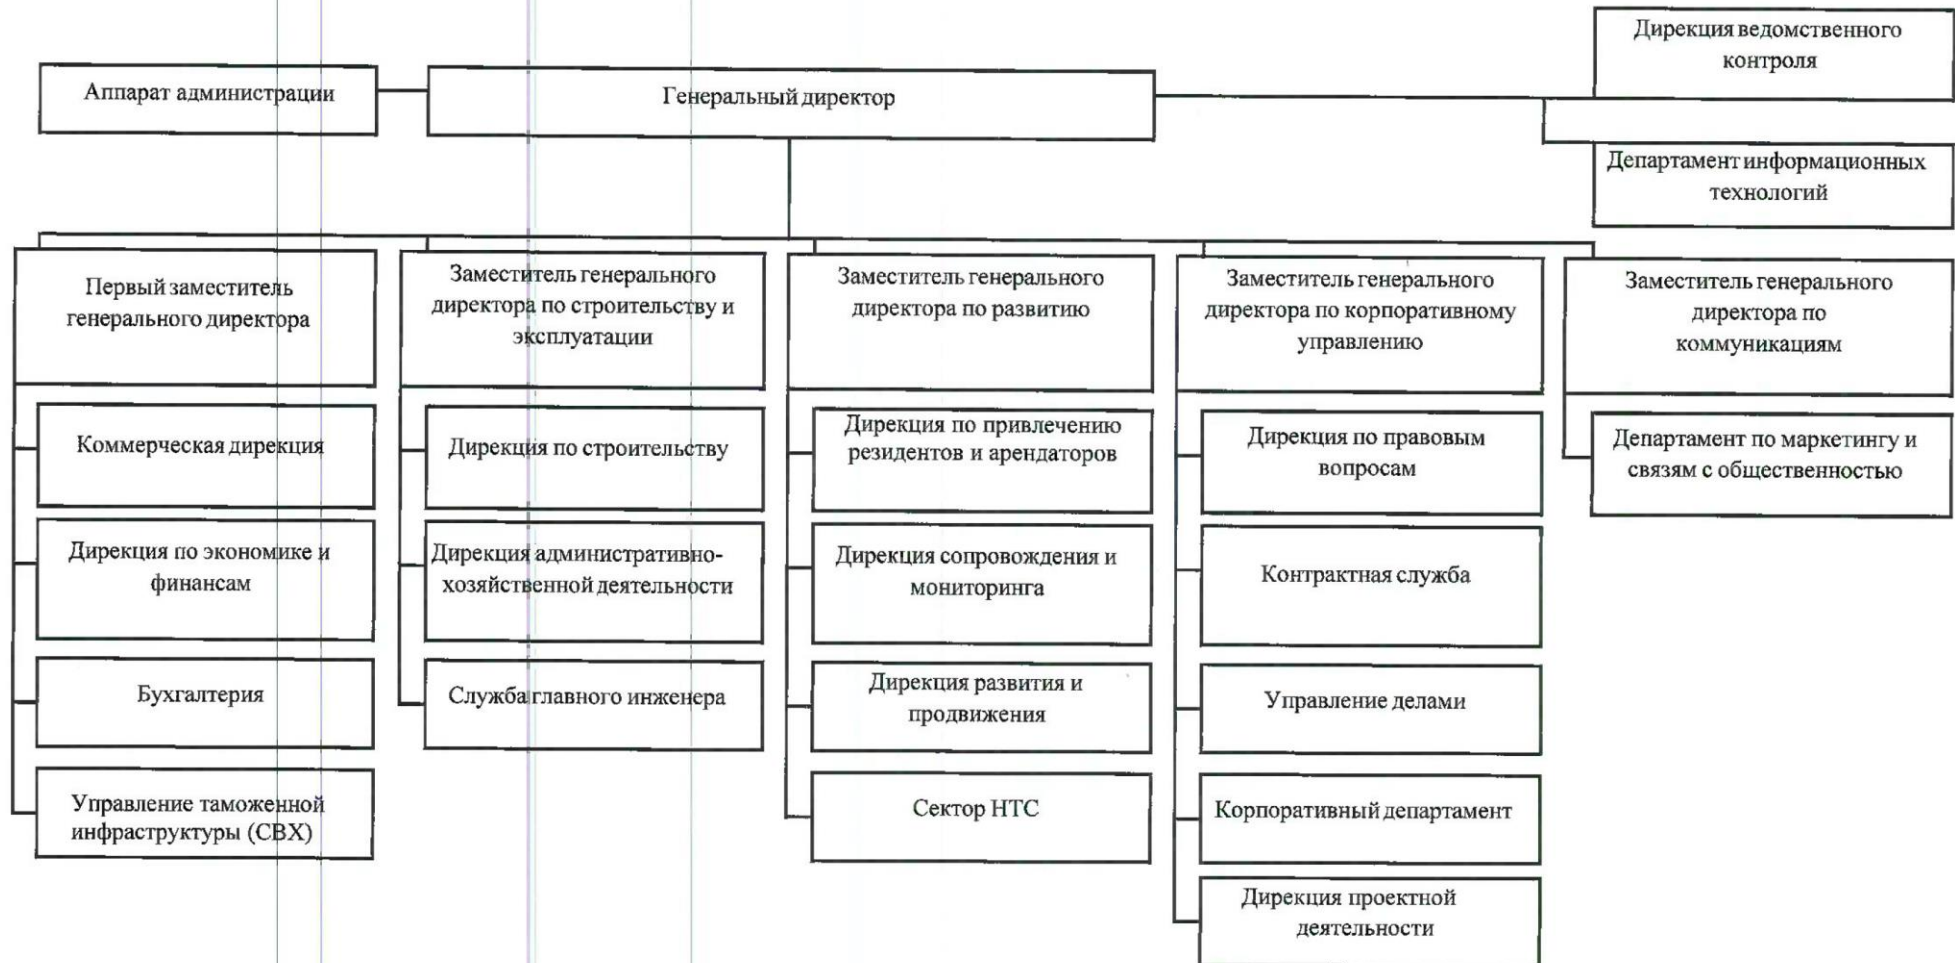 Дирекция ведомственного
контроля
Аппарат администрации
Генеральный директор
Департамент информационных
технологий
Первый заместитель
генерального директора
Заместитель генерального
директора по строительству и
эксплуатации
Заместитель генерального
директора по развитию
Заместитель генерального
директора по корпоративному
управлению
Заместитель генерального
директора по
коммуникациям
Коммерческая дирекция
Дирекция по строительству
Дирекция по привлечению
резидентов и арендаторов
Дирекция по правовым
вопросам
Департамент по маркетингу и
связям с общественностью
Дирекция по экономике и
финансам
Дирекция административно-
хозяйственной деятельности
Дирекция сопровождения и
мониторинга
Контрактная служба
Бухгалтерия
Служба главного инженера
Дирекция развития и
продвижения
Управление делами
Управление таможенной
инфраструктуры (СВХ)
Сектор НТС
Корпоративный департамент
Дирекция проектной
деятельности